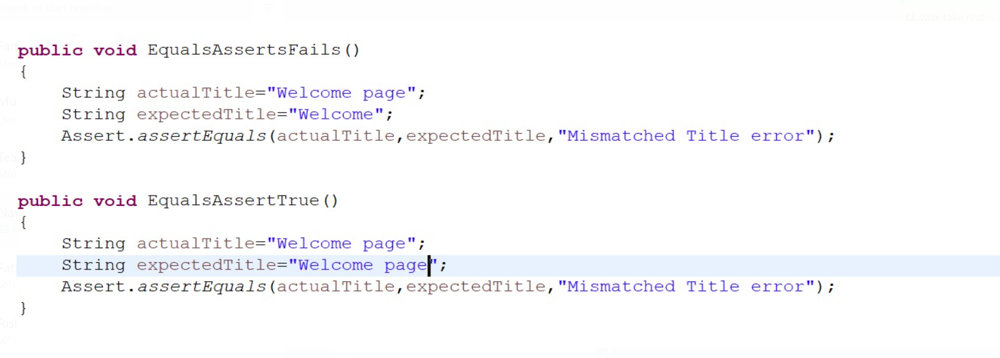 public void EqualsAssertsFails()
{
String actualTitle="Welcome page";
String expectedTitle="Welcome";
Assert.assertEquals(actualTitle,expectedTitle,"Mismatched Title error");
}
public void EqualsAssertTrue()
{
String actualTitle="Welcome page";
String expectedTitle="Welcome page";
Assert.assertEquals(actualTitle,expectedTitle,"Mismatched Title error");
}